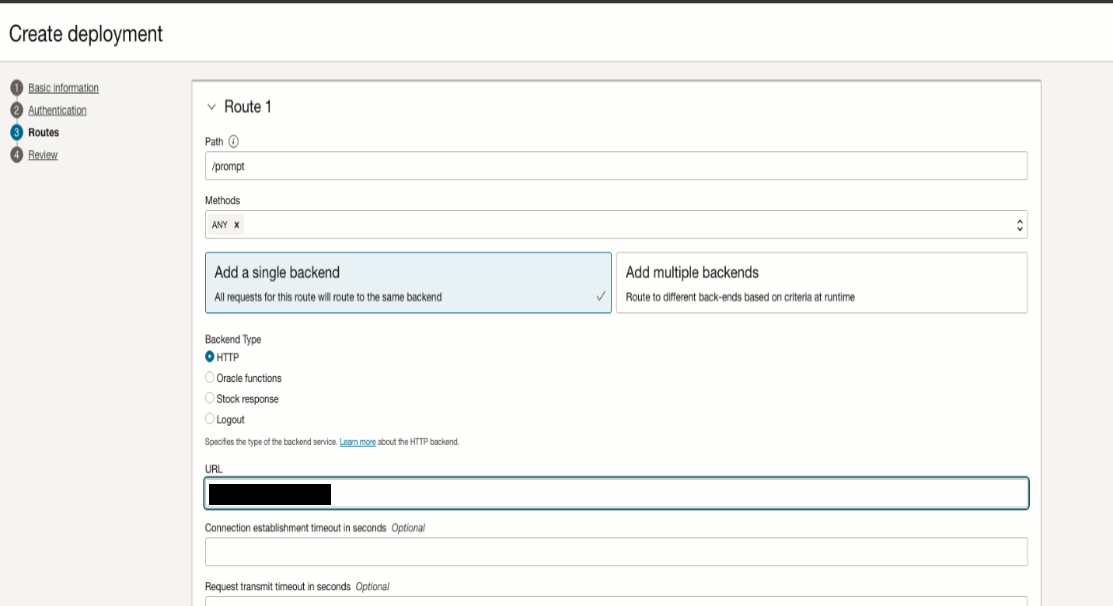 Create deployment
1 Basic information
2 Authentication
3 Routes
4 Review
Route 1
Path i
/prompt
Methods
ANY x
Add a single backend
All requests for this route will route to the same backend
Add multiple backends
Route to different back-ends based on criteria at runtime
Backend Type
HTTP
Oracle functions
Stock response
Logout
Specifies the type of the backend service. Learn more about the HTTP backend.
URL
Connection establishment timeout in seconds Optional
Request transmit timeout in seconds Optional